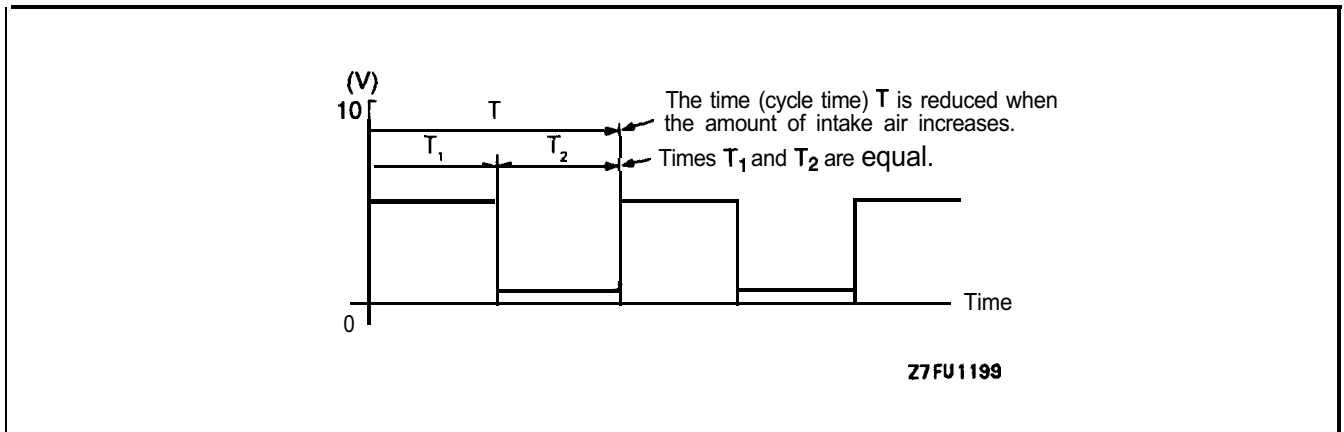 (V)
10
T
The time (cycle time) T is reduced when
the amount of intake air increases.
T₁
T₂
Times T₁ and T₂ are equal.
Time
0
Z7FU1199